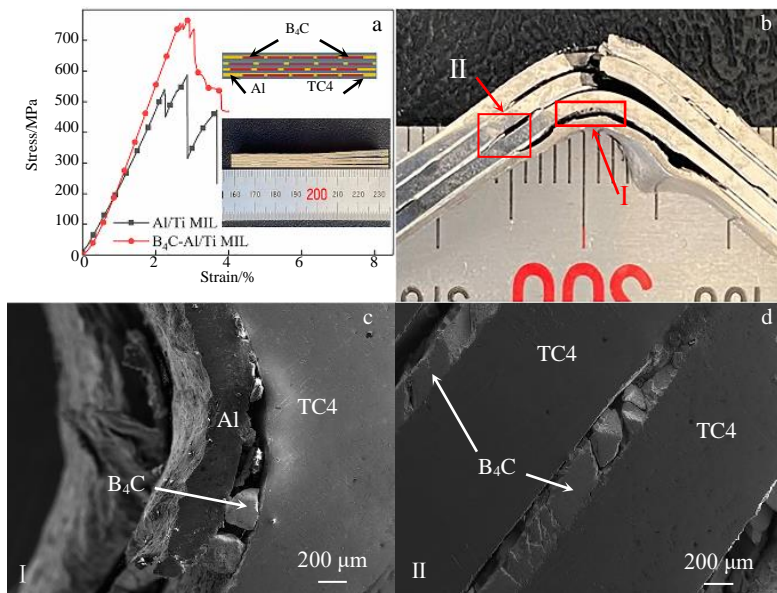 a
B₄C
Al
TC4
Stress/MPa
700
600
500
400
300
200
100
0
160
170
180
190
200
210
220
230
Al/Ti MIL
B₄C-Al/Ti MIL
0
2
4
6
8
Strain/%
b
II
I
200
c
Al
TC4
B₄C
200 μm
I
d
TC4
TC4
B₄C
200 μm
II